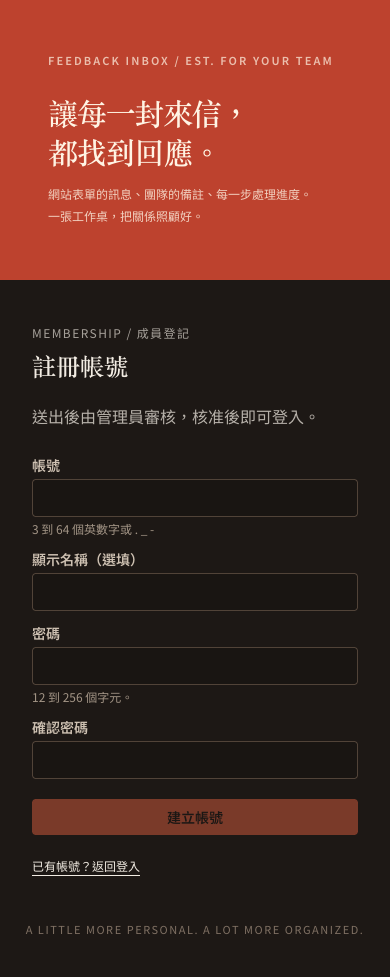 FEEDBACK INBOX / EST. FOR YOUR TEAM
讓每一封來信，
都找到回應。
網站表單的訊息、團隊的備註、每一步處理進度。
一張工作桌，把關係照顧好。
MEMBERSHIP / 成員登記
註冊帳號
送出後由管理員審核，核准後即可登入。
帳號
3 到 64 個英數字或 . _ -
顯示名稱（選填）
密碼
12 到 256 個字元。
確認密碼
建立帳號
已有帳號？返回登入
A LITTLE MORE PERSONAL. A LOT MORE ORGANIZED.